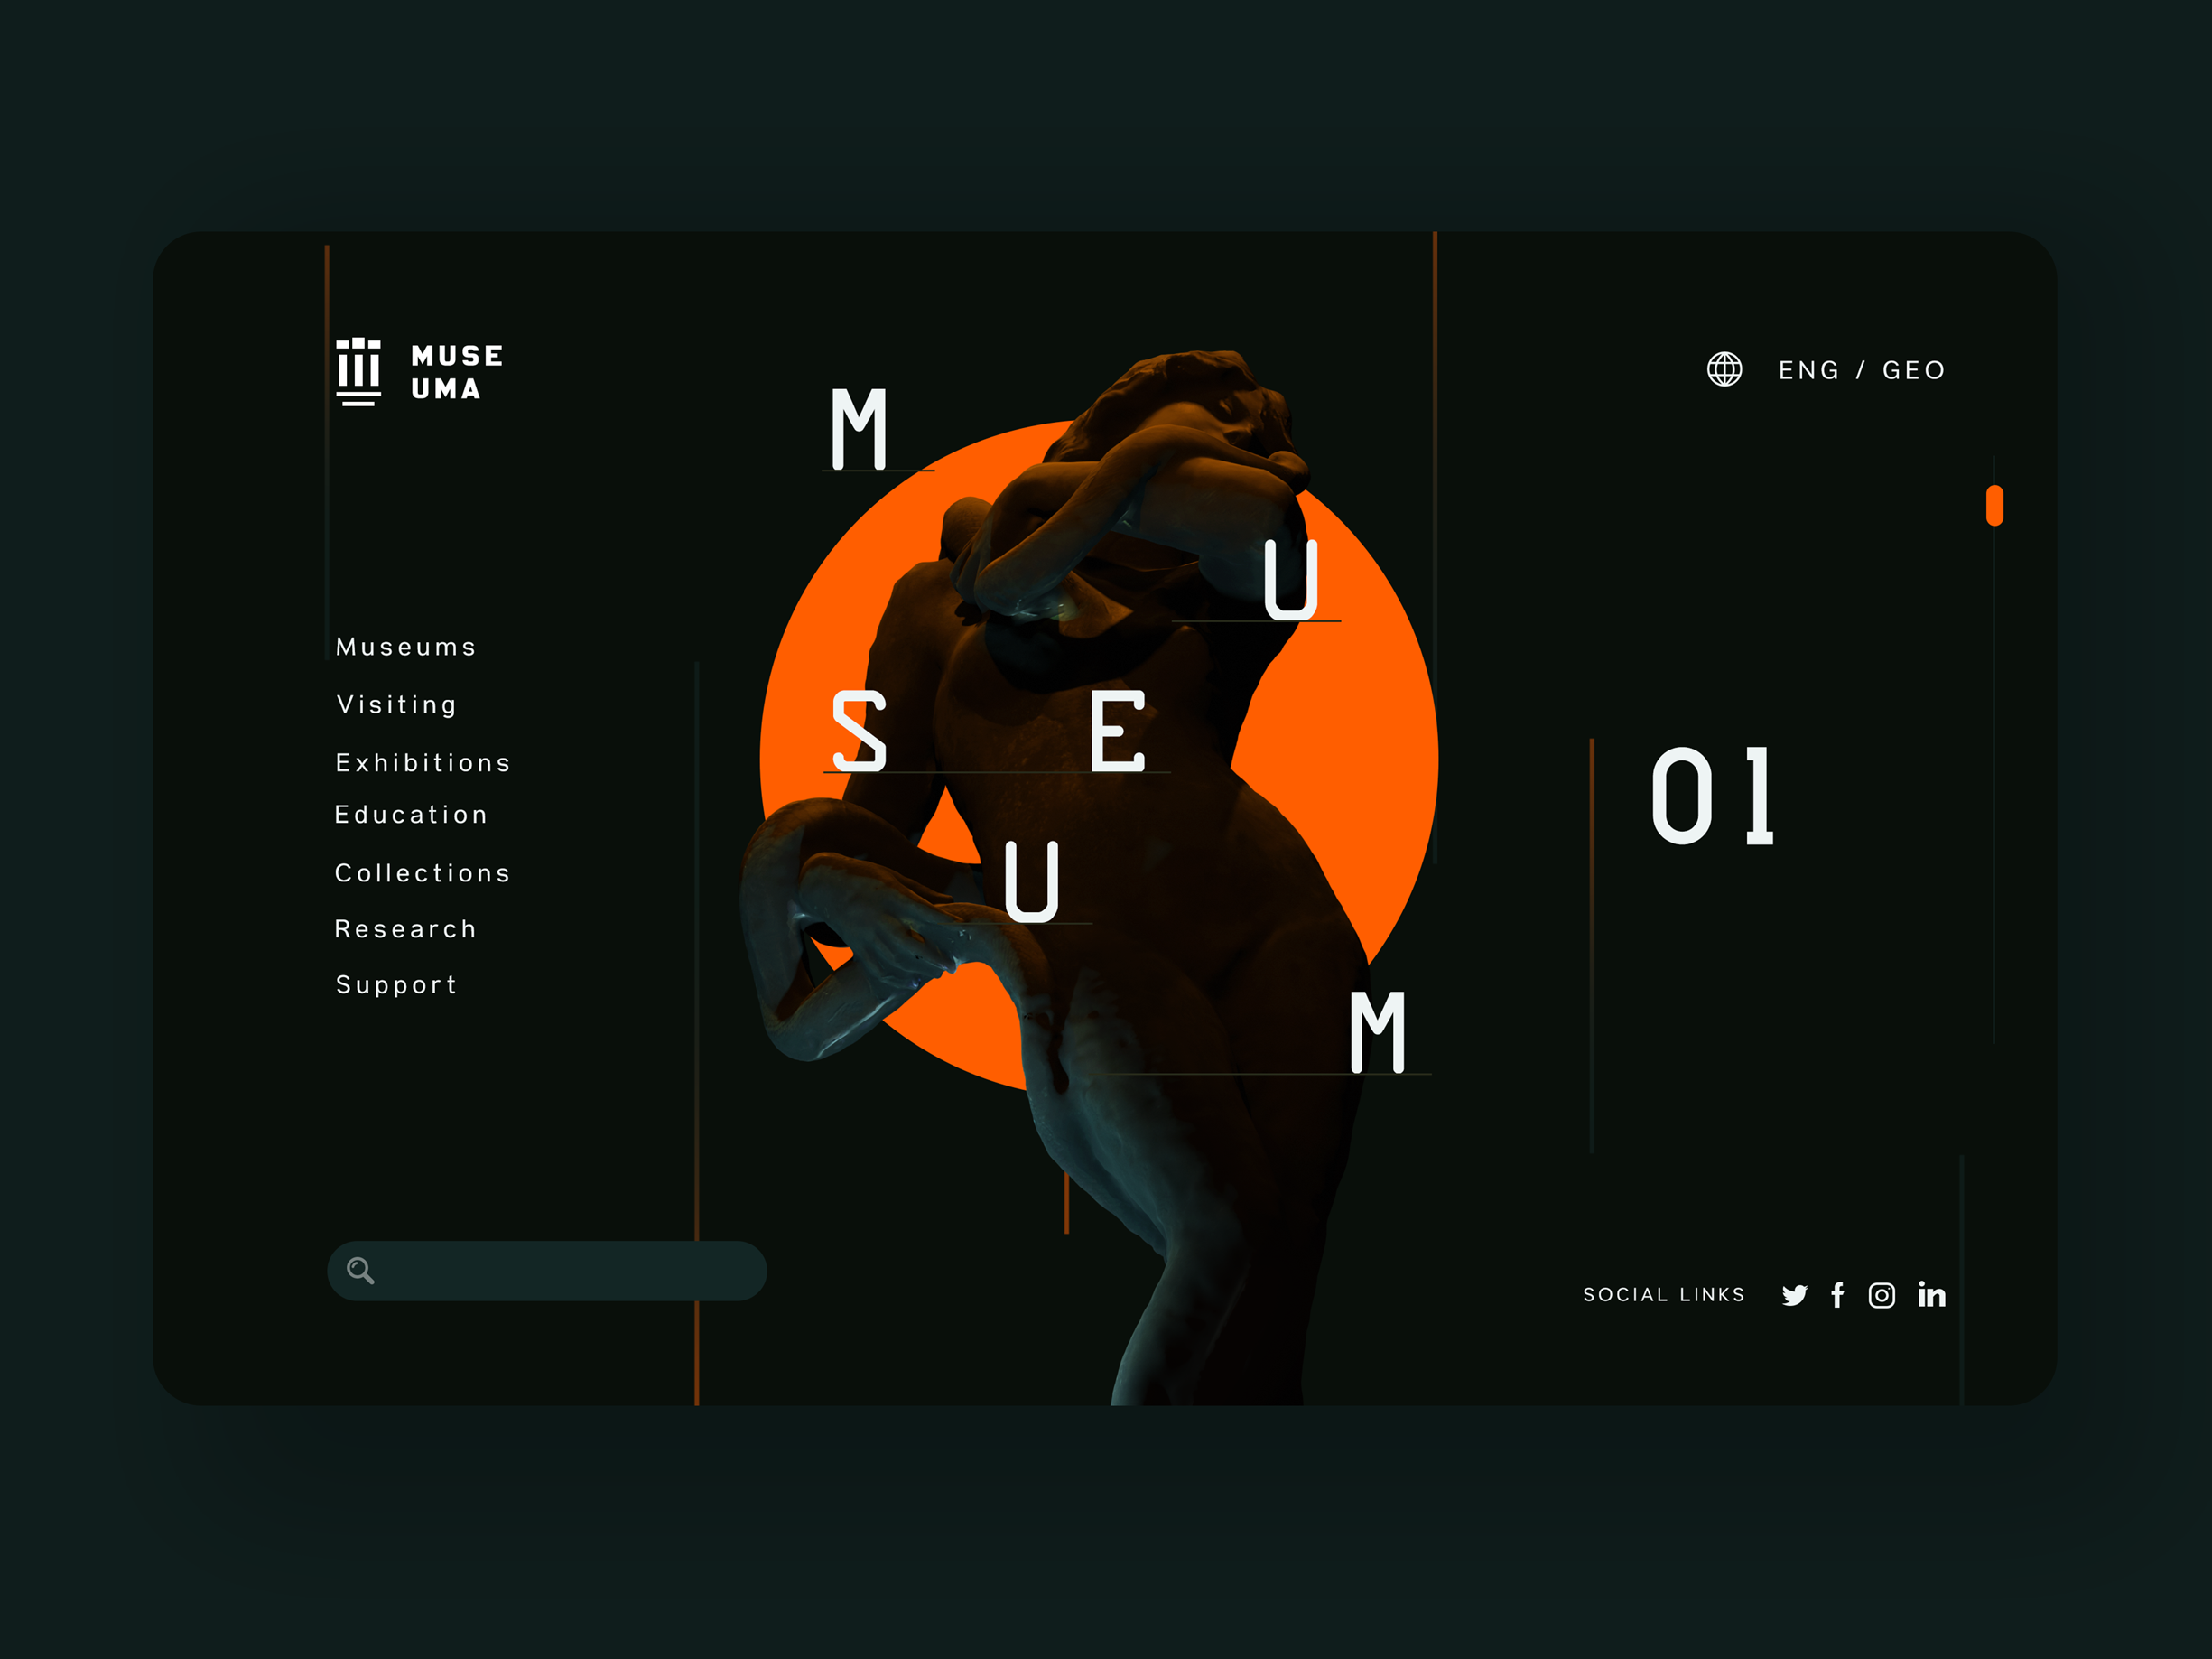 MUSE
UMA
ENG / GEO
M
U
S E
U
M
Museums
Visiting
Exhibitions
Education
Collections
Research
Support
01
SOCIAL LINKS